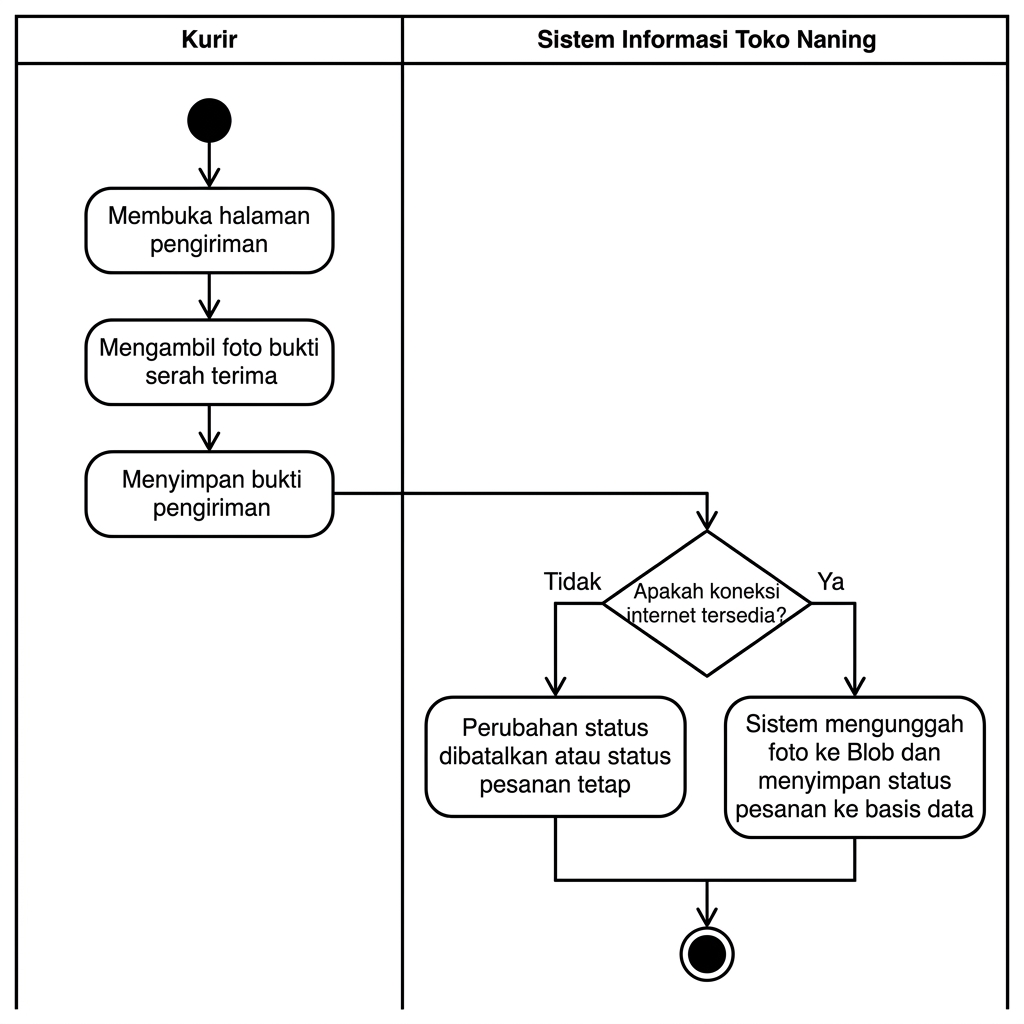 Kurir
Sistem Informasi Toko Naning
Membuka halaman
pengiriman
Mengambil foto bukti
serah terima
Menyimpan bukti
pengiriman
Tidak
Apakah koneksi
internet tersedia?
Ya
Perubahan status
dibatalkan atau status
pesanan tetap
Sistem mengunggah
foto ke Blob dan
menyimpan status
pesanan ke basis data